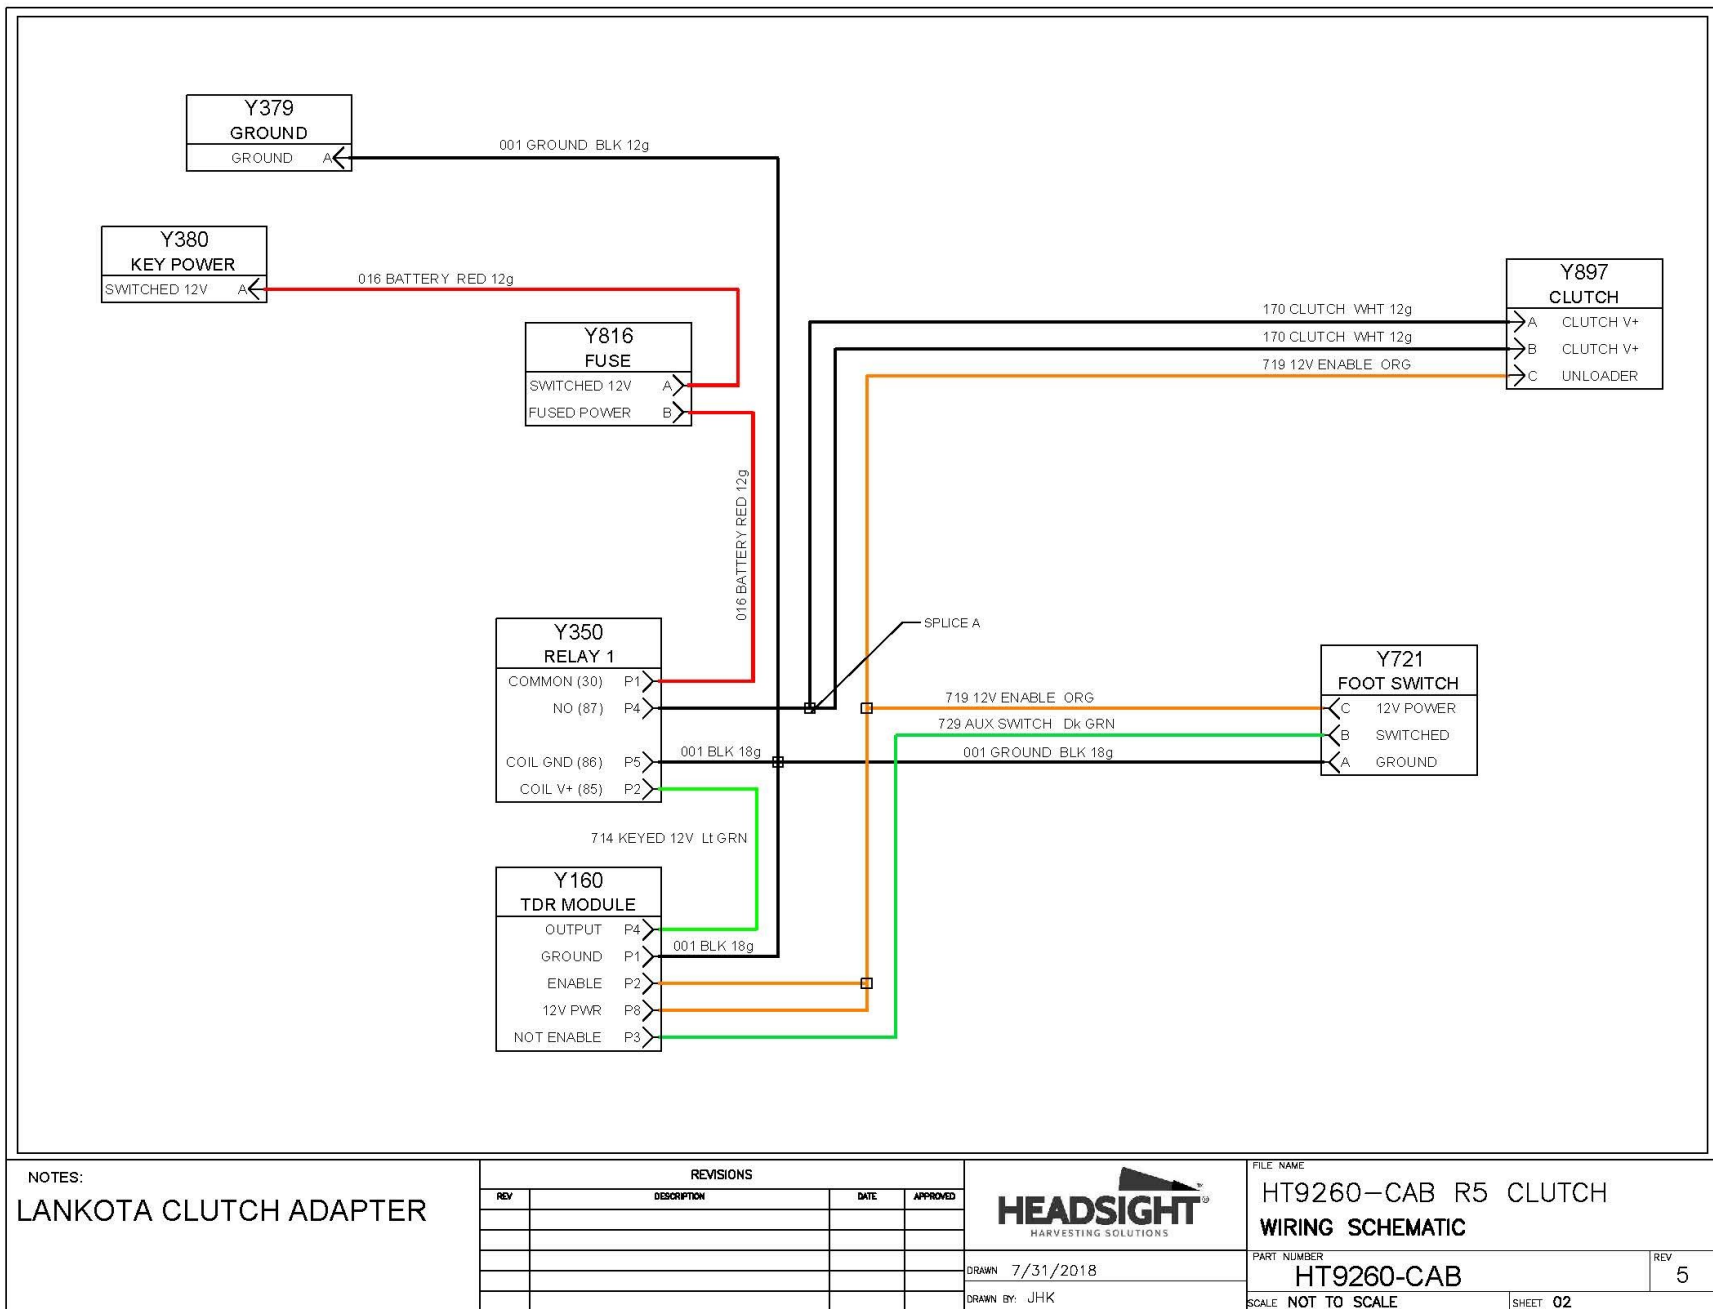 Y379
GROUND
GROUND A
001 GROUND BLK 12g
Y380
KEY POWER
SWITCHED 12V A
016 BATTERY RED 12g
Y816
FUSE
SWITCHED 12V A
FUSED POWER B
016 BATTERY RED 12g
Y897
CLUTCH
A CLUTCH V+
B CLUTCH V+
C UNLOADER
170 CLUTCH WHT 12g
170 CLUTCH WHT 12g
719 12V ENABLE ORG
SPLICE A
Y350
RELAY 1
COMMON (30) P1
NO (87) P4
COIL GND (86) P5
COIL V+ (85) P2
001 BLK 18g
714 KEYED 12V Lt GRN
Y721
FOOT SWITCH
C 12V POWER
B SWITCHED
A GROUND
719 12V ENABLE ORG
729 AUX SWITCH Dk GRN
001 GROUND BLK 18g
Y160
TDR MODULE
OUTPUT P4
GROUND P1
ENABLE P2
12V PWR P8
NOT ENABLE P3
001 BLK 18g
NOTES:
LANKOTA CLUTCH ADAPTER
REVISIONS
REV DESCRIPTION DATE APPROVED
HEADSIGHT®
HARVESTING SOLUTIONS
DRAWN 7/31/2018
DRAWN BY: JHK
FILE NAME
HT9260-CAB R5 CLUTCH
WIRING SCHEMATIC
PART NUMBER
HT9260-CAB
REV
5
SCALE NOT TO SCALE
SHEET 02